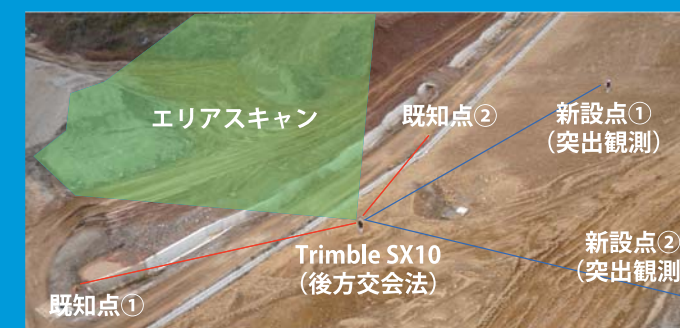 エリアスキャン
既知点②
新設点①
（突出観測）
Trimble SX10
（後方交会法）
新設点②
（突出観測
既知点①